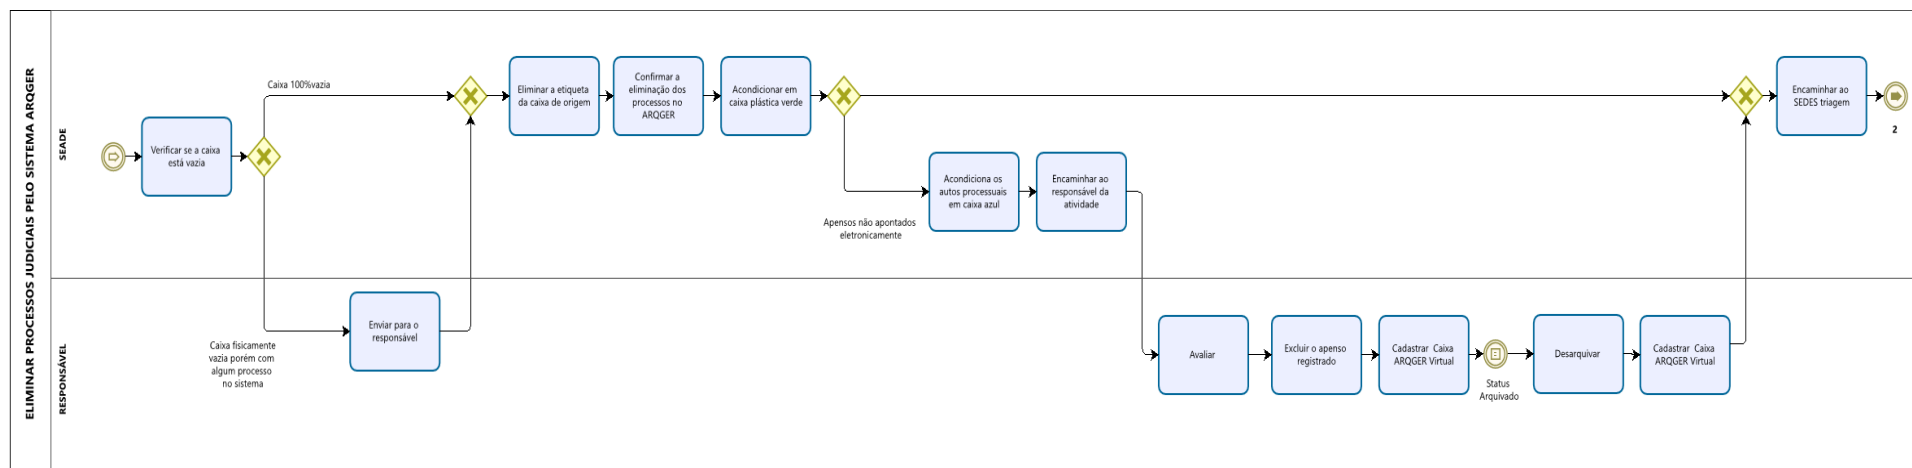 ELIMINAR PROCESSOS JUDICIAIS PELO SISTEMA ARQGER
SEADE
Verificar se a caixa
está vazia
Caixa 100%vazia
Eliminar a etiqueta
da caixa de origem
Confirmar a
eliminação dos
processos no
ARQGER
Acondicionar em
caixa plástica verde
Encaminhar ao
SEDES triagem
2
Apensos não apontados
eletronicamente
Acondiciona os
autos processuais
em caixa azul
Encaminhar ao
responsável da
atividade
RESPONSÁVEL
Caixa fisicamente
vazia porém com
algum processo
no sistema
Enviar para o
responsável
Avaliar
Excluir o apenso
registrado
Cadastrar Caixa
ARQGER Virtual
Status
Arquivado
Desarquivar
Cadastrar Caixa
ARQGER Virtual